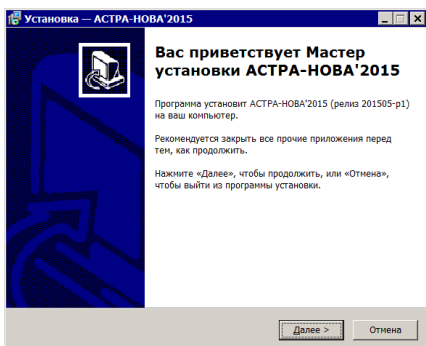 Установка — АСТРА-НОВА'2015
Вас приветствует Мастер
установки АСТРА-НОВА'2015
Программа установит АСТРА-НОВА'2015 (релиз 201505-p1)
на ваш компьютер.
Рекомендуется закрыть все прочие приложения перед
тем, как продолжить.
Нажмите «Далее», чтобы продолжить, или «Отмена»,
чтобы выйти из программы установки.
Далее >
Отмена